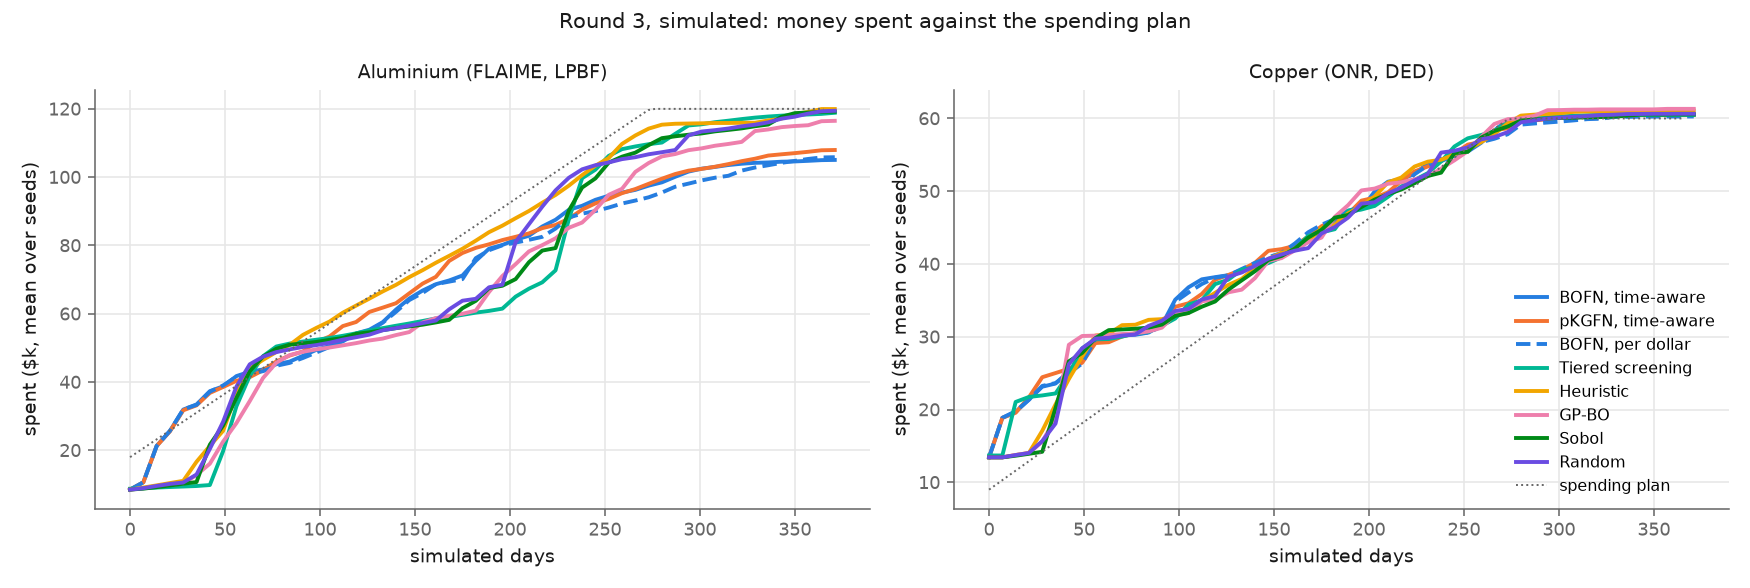 Round 3, simulated: money spent against the spending plan
Aluminium (FLAIME, LPBF)
spent ($k, mean over seeds)
120
100
80
60
40
20
0 50 100 150 200 250 300 350
simulated days
Copper (ONR, DED)
spent ($k, mean over seeds)
60
50
40
30
20
10
BOFN, time-aware
pKGFN, time-aware
BOFN, per dollar
Tiered screening
Heuristic
GP-BO
Sobol
Random
spending plan
0 50 100 150 200 250 300 350
simulated days